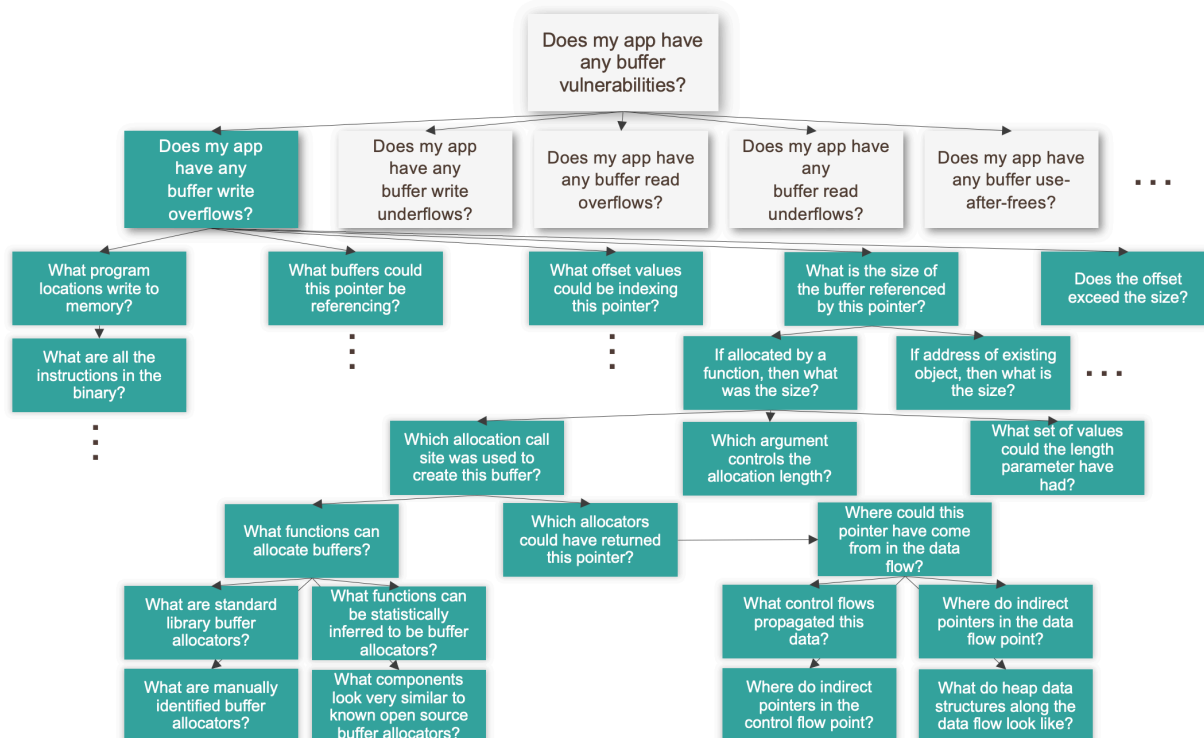 Does my app have
any buffer
vulnerabilities?
Does my app
have any
buffer write
overflows?
Does my app
have any
buffer write
underflows?
Does my app have
any buffer read
overflows?
Does my app have
any
buffer read
underflows?
Does my app have
any buffer use-
after-frees?
...
What program
locations write to
memory?
What buffers could
this pointer be
referencing?
What offset values
could be indexing
this pointer?
What is the size of
the buffer referenced
by this pointer?
Does the offset
exceed the size?
What are all the
instructions in the
binary?
If allocated by a
function, then what
was the size?
If address of existing
object, then what is
the size?
...
Which allocation call
site was used to
create this buffer?
Which argument
controls the
allocation length?
What set of values
could the length
parameter have
had?
What functions can
allocate buffers?
Which allocators
could have returned
this pointer?
Where could this
pointer have come
from in the data
flow?
What are standard
library buffer
allocators?
What functions can
be statistically
inferred to be buffer
allocators?
What control flows
propagated this
data?
Where do indirect
pointers in the data
flow point?
What are manually
identified buffer
allocators?
What components
look very similar to
known open source
buffer allocators?
Where do indirect
pointers in the
control flow point?
What do heap data
structures along the
data flow look like?